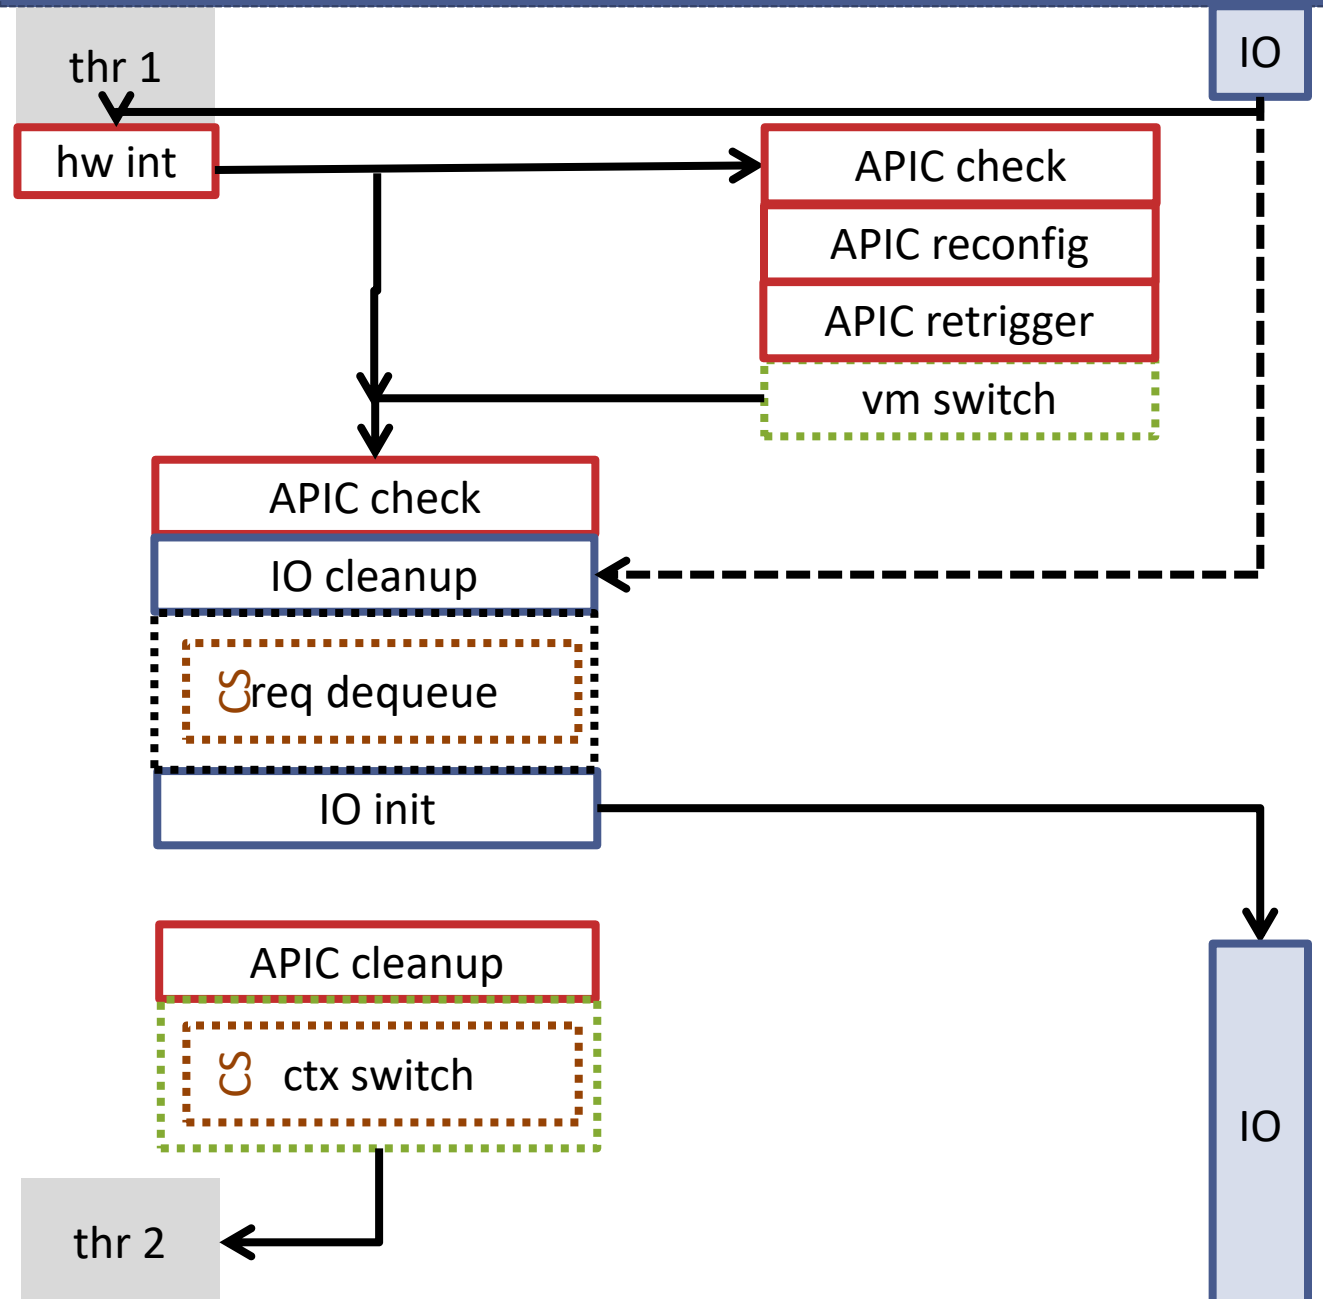 thr 1
IO
hw int
APIC check
APIC reconfig
APIC retrigger
vm switch
APIC check
IO cleanup
CS req dequeue
IO init
APIC cleanup
CS ctx switch
IO
thr 2